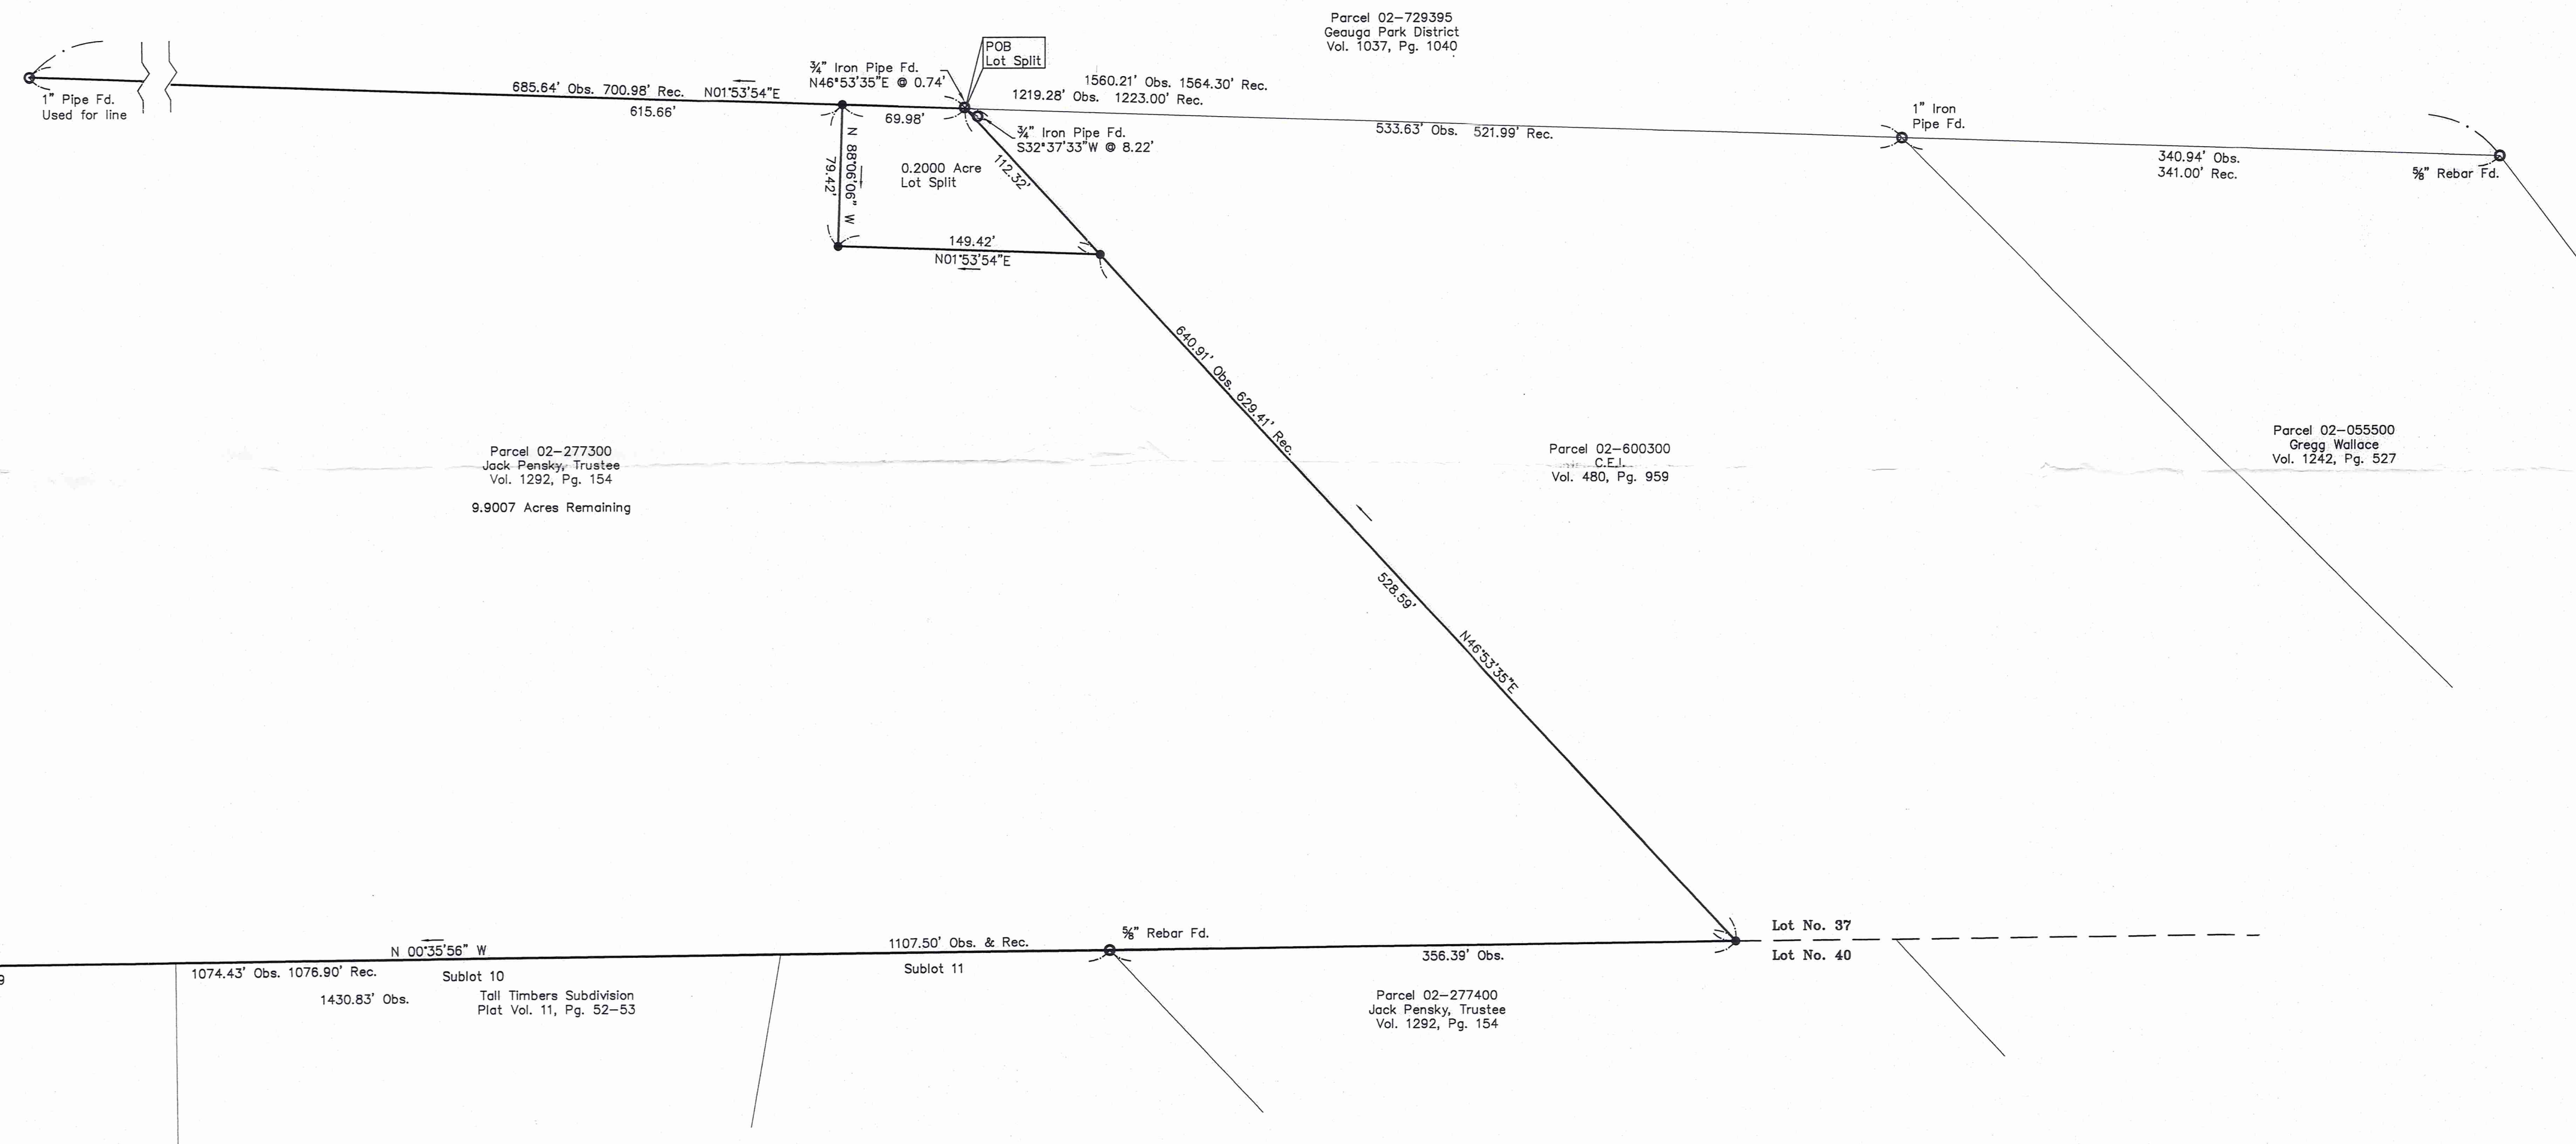 Parcel 02-729395
Geauga Park District
Vol. 1037, Pg. 1040
POB
Lot Split
¾" Iron Pipe Fd.
N46°53'35"E @ 0.74'
1" Pipe Fd.
Used for line
685.64' Obs. 700.98' Rec. N01°53'54"E
615.66'
69.98'
1560.21' Obs. 1564.30' Rec.
1219.28' Obs. 1223.00' Rec.
¾" Iron Pipe Fd.
S32°37'33"W @ 8.22'
533.63' Obs. 521.99' Rec.
1" Iron
Pipe Fd.
340.94' Obs.
341.00' Rec.
⅝" Rebar Fd.
N 88°06'06" W
79.42'
0.2000 Acre
Lot Split
112.32'
149.42'
N01°53'54"E
640.91' Obs. 629.41' Rec.
528.59'
N46°53'35"E
Parcel 02-277300
Jack Pensky, Trustee
Vol. 1292, Pg. 154
9.9007 Acres Remaining
Parcel 02-600300
C.E.I.
Vol. 480, Pg. 959
Parcel 02-055500
Gregg Wallace
Vol. 1242, Pg. 527
N 00°35'56" W
1107.50' Obs. & Rec.
⅝" Rebar Fd.
356.39' Obs.
Lot No. 37
Lot No. 40
9
1074.43' Obs. 1076.90' Rec.
Sublot 10
Sublot 11
1430.83' Obs.
Tall Timbers Subdivision
Plat Vol. 11, Pg. 52-53
Parcel 02-277400
Jack Pensky, Trustee
Vol. 1292, Pg. 154